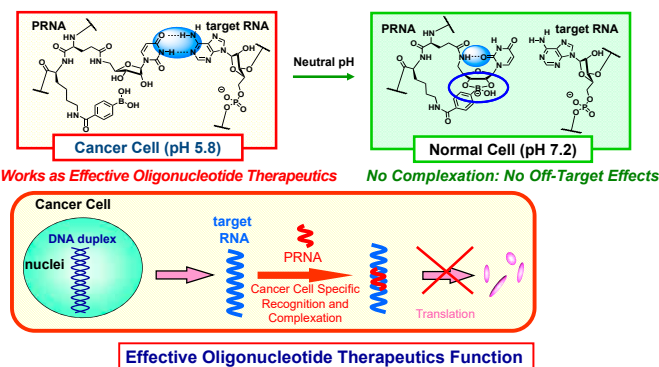 PRNA
target RNA
Cancer Cell (pH 5.8)
Works as Effective Oligonucleotide Therapeutics
Neutral pH
PRNA
target RNA
Normal Cell (pH 7.2)
No Complexation: No Off-Target Effects
Cancer Cell
DNA duplex
nuclei
target
RNA
PRNA
Cancer Cell Specific
Recognition and
Complexation
Translation
Effective Oligonucleotide Therapeutics Function